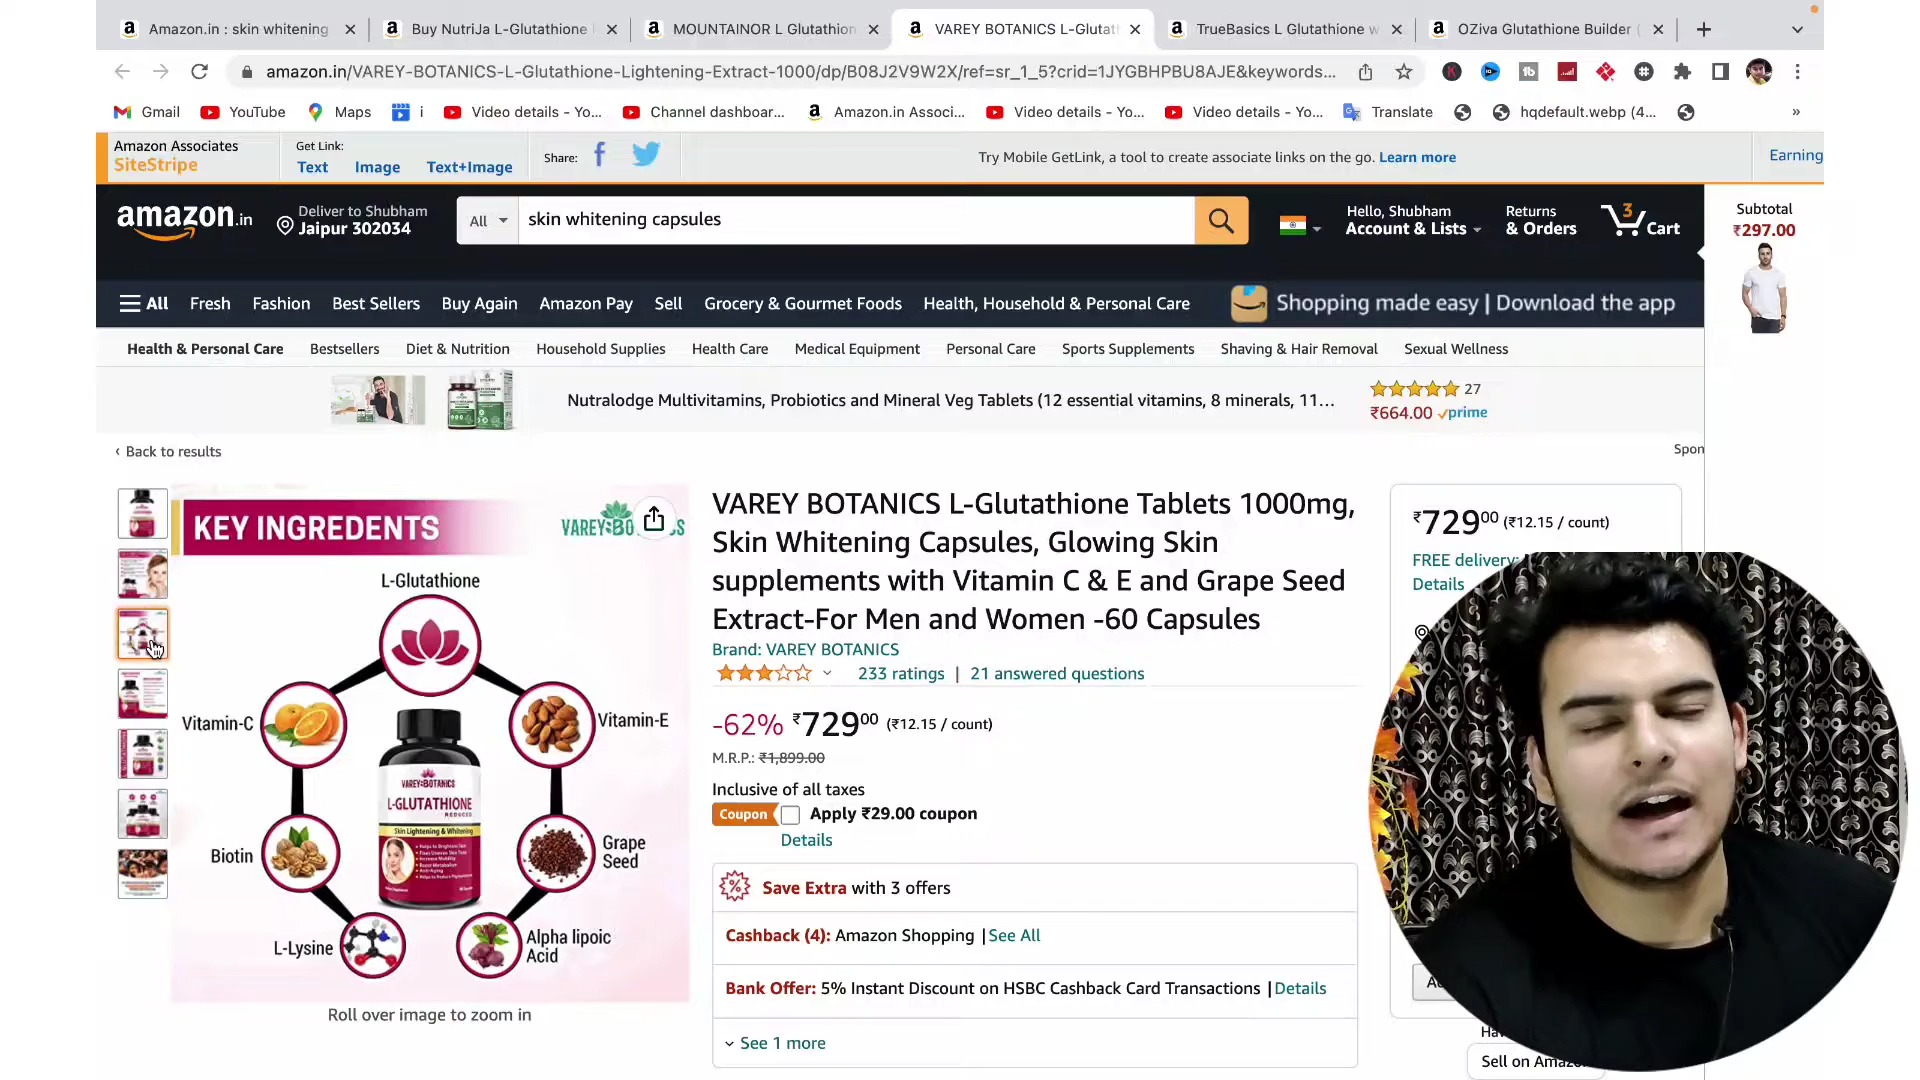 Amazon.in : skin whitening
Buy NutriJa L-Glutathione
MOUNTAINOR L Glutathion
VAREY BOTANICS L-Glutat
TrueBasics L Glutathione w
OZiva Glutathione Builder (
amazon.in/VAREY-BOTANICS-L-Glutathione-Lightening-Extract-1000/dp/B08J2V9W2X/ref=sr_1_5?crid=1JYGBHPBU8AJE&keywords...
Gmail YouTube Maps i Video details - Yo... Channel dashboar... Amazon.in Associ... Video details - Yo... Video details - Yo... Translate hqdefault.webp (4... »
Amazon Associates
SiteStripe
Get Link:
Text Image Text+Image
Share:
Try Mobile GetLink, a tool to create associate links on the go. Learn more
Earning
amazon.in
Deliver to Shubham
Jaipur 302034
All skin whitening capsules
Hello, Shubham
Account & Lists
Returns
& Orders
3
Cart
Subtotal
₹297.00
All Fresh Fashion Best Sellers Buy Again Amazon Pay Sell Grocery & Gourmet Foods Health, Household & Personal Care Shopping made easy | Download the app
Health & Personal Care Bestsellers Diet & Nutrition Household Supplies Health Care Medical Equipment Personal Care Sports Supplements Shaving & Hair Removal Sexual Wellness
Nutralodge Multivitamins, Probiotics and Mineral Veg Tablets (12 essential vitamins, 8 minerals, 11...
27
₹664.00 prime
‹ Back to results
Spon
KEY INGREDENTS
L-Glutathione
Vitamin-C
Vitamin-E
Biotin
Grape
Seed
L-Lysine
Alpha lipoic
Acid
VAREY BOTANICS
L-GLUTATHIONE
REDUCED
Skin Lightening & Whitening
Roll over image to zoom in
VAREY BOTANICS L-Glutathione Tablets 1000mg,
Skin Whitening Capsules, Glowing Skin
supplements with Vitamin C & E and Grape Seed
Extract-For Men and Women -60 Capsules
Brand: VAREY BOTANICS
233 ratings | 21 answered questions
-62% ₹72900 (₹12.15 / count)
M.R.P.: ₹1,899.00
Inclusive of all taxes
Coupon Apply ₹29.00 coupon
Details
Save Extra with 3 offers
Cashback (4): Amazon Shopping | See All
Bank Offer: 5% Instant Discount on HSBC Cashback Card Transactions | Details
See 1 more
₹72900 (₹12.15 / count)
FREE delivery:
Details
Sell on Amazo